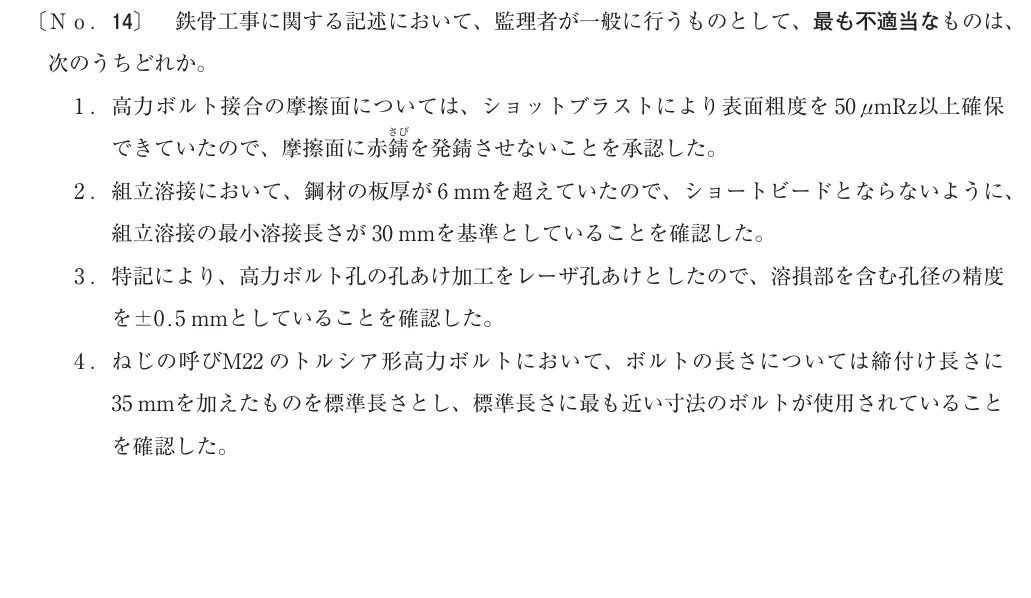 〔Ｎｏ．14〕　鉄骨工事に関する記述において、監理者が一般に行うものとして、最も不適当なものは、
次のうちどれか。
１．高力ボルト接合の摩擦面については、ショットブラストにより表面粗度を 50 μmRz以上確保
できていたので、摩擦面に赤錆（さび）を発錆させないことを承認した。
２．組立溶接において、鋼材の板厚が 6 mmを超えていたので、ショートビードとならないように、
組立溶接の最小溶接長さが 30 mmを基準としていることを確認した。
３．特記により、高力ボルト孔の孔あけ加工をレーザ孔あけとしたので、溶損部を含む孔径の精度
を±0.5 mmとしていることを確認した。
４．ねじの呼びM22 のトルシア形高力ボルトにおいて、ボルトの長さについては締付け長さに
35 mmを加えたものを標準長さとし、標準長さに最も近い寸法のボルトが使用されていること
を確認した。